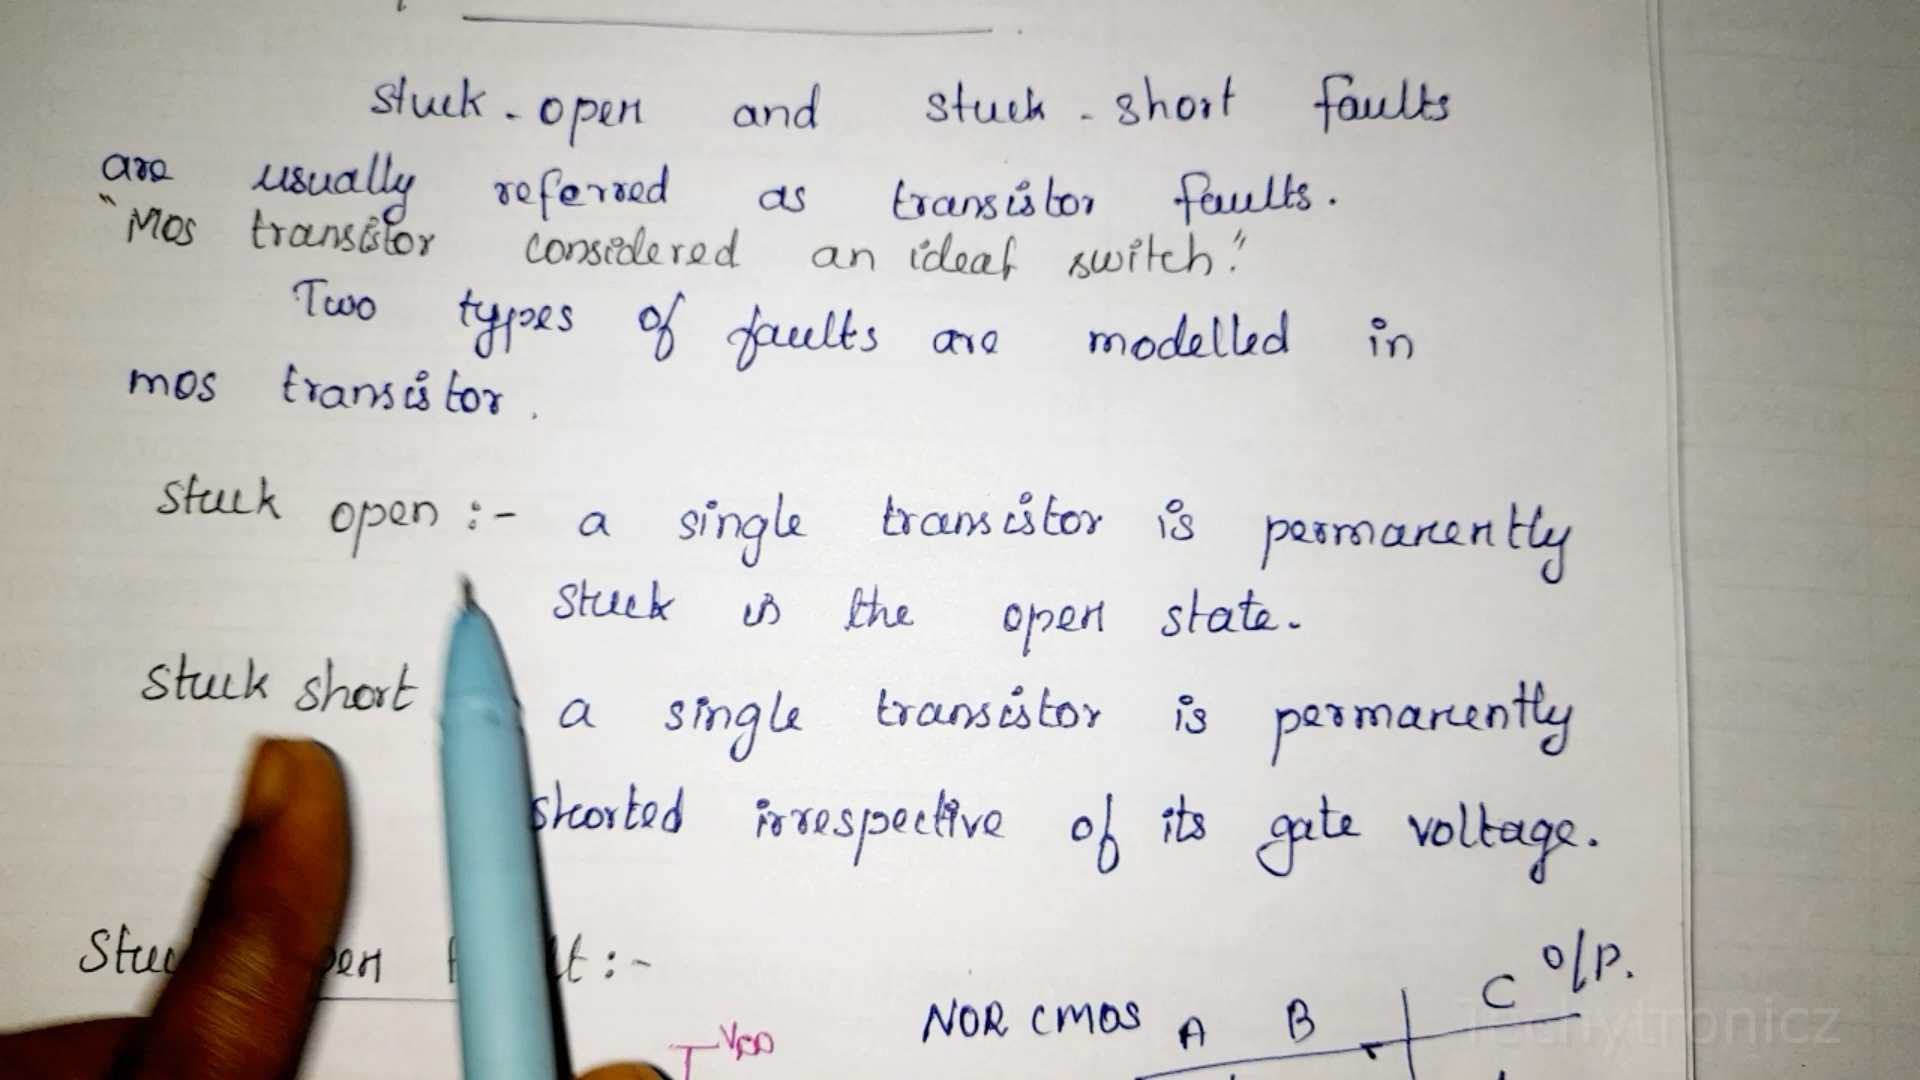 stuck-open and stuck-short faults
are usually referred as transistor faults.
"MOS transistor considered an ideal switch."
Two types of faults are modelled in
mos transistor.
Stuck open :- a single transistor is permanently
stuck in the open state.
Stuck short a single transistor is permanently
shorted irrespective of its gate voltage.
:-
NOR CMOS A B C O/P.
VDD
Techytronicz